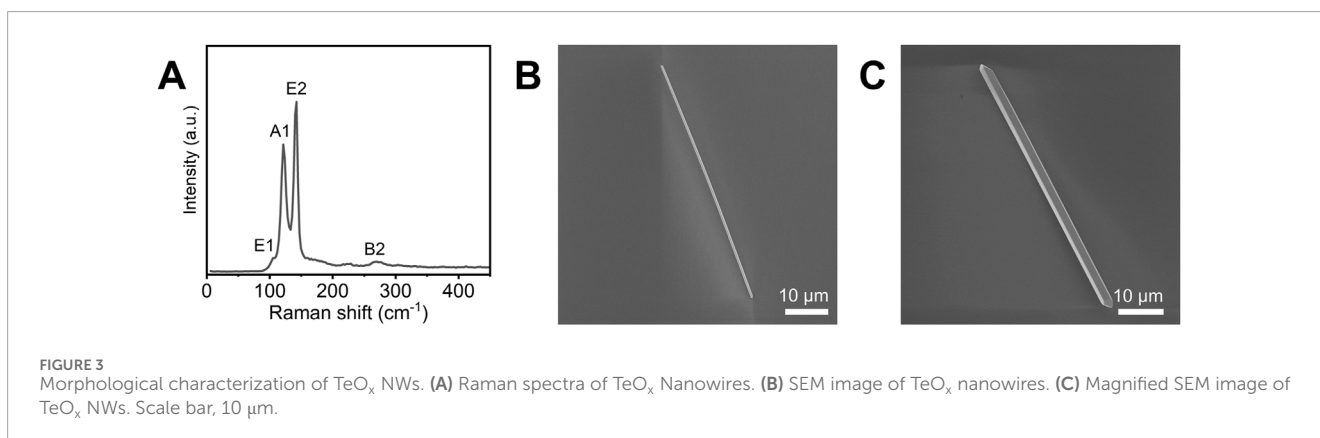 A
Intensity (a.u.)
E1
A1
E2
B2
0 100 200 300 400
Raman shift (cm⁻¹)
B
10 µm
C
10 µm
FIGURE 3
Morphological characterization of TeOₓ NWs. (A) Raman spectra of TeOₓ Nanowires. (B) SEM image of TeOₓ nanowires. (C) Magnified SEM image of
TeOₓ NWs. Scale bar, 10 µm.